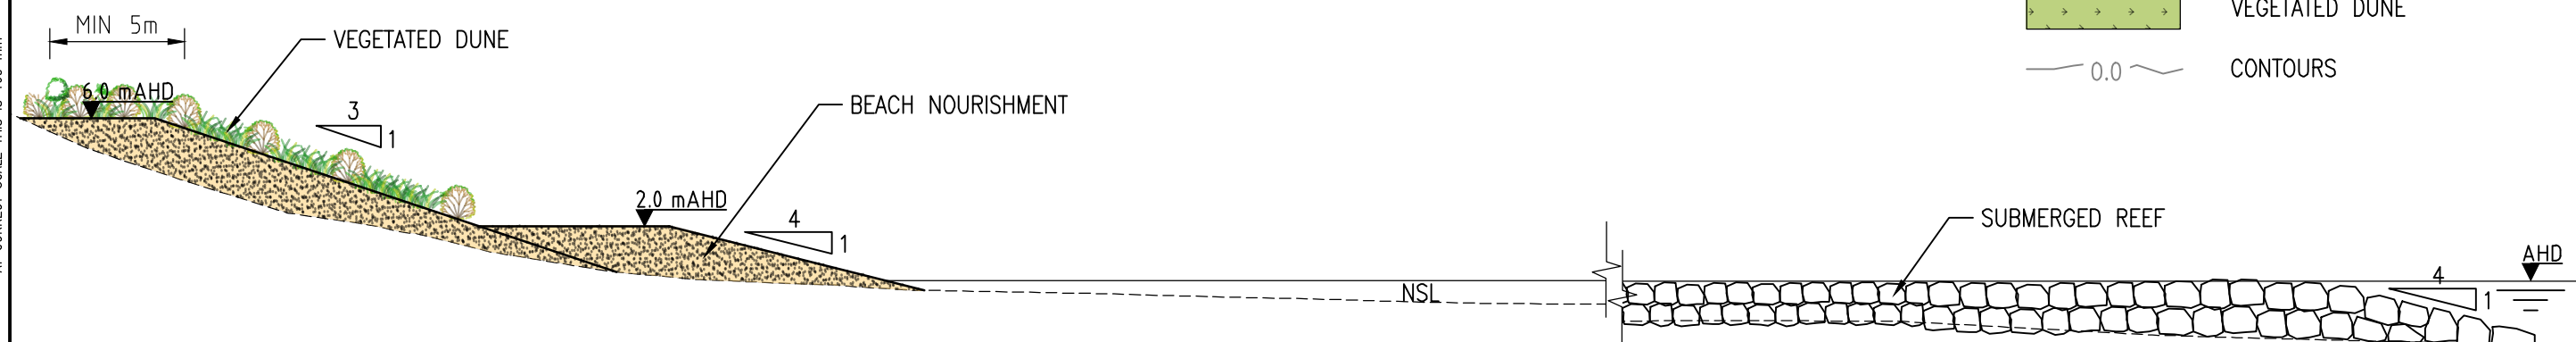 MIN 5m
VEGETATED DUNE
6.0 mAHD
3
1
BEACH NOURISHMENT
2.0 mAHD
4
1
NSL
SUBMERGED REEF
VEGETATED DUNE
0.0
CONTOURS
AHD
4
1